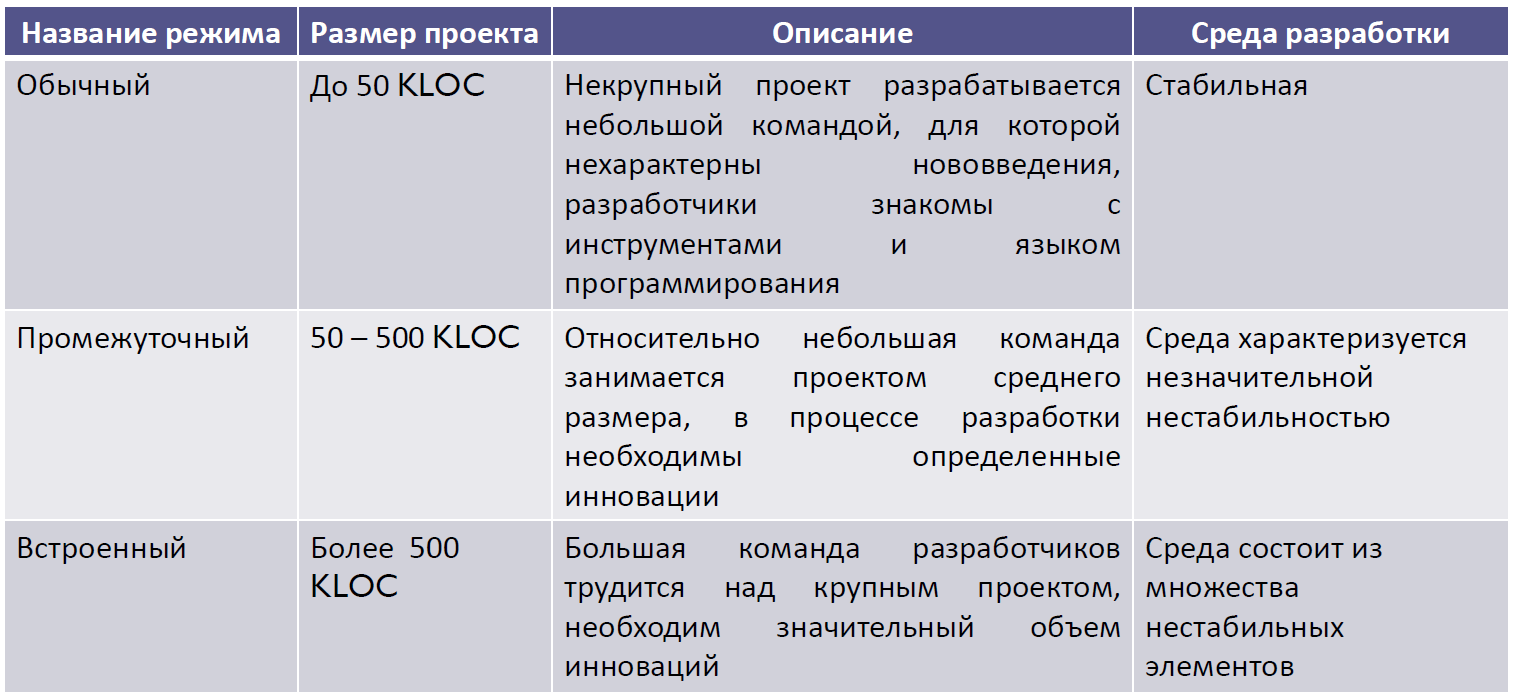 Название режима
Размер проекта
Описание
Среда разработки
Обычный
До 50 KLOC
Некрупный проект разрабатывается
небольшой командой, для которой
нехарактерны нововведения,
разработчики знакомы с
инструментами и языком
программирования
Стабильная
Промежуточный
50 – 500 KLOC
Относительно небольшая команда
занимается проектом среднего
размера, в процессе разработки
необходимы определенные
инновации
Среда характеризуется
незначительной
нестабильностью
Встроенный
Более 500
KLOC
Большая команда разработчиков
трудится над крупным проектом,
необходим значительный объем
инноваций
Среда состоит из
множества
нестабильных
элементов